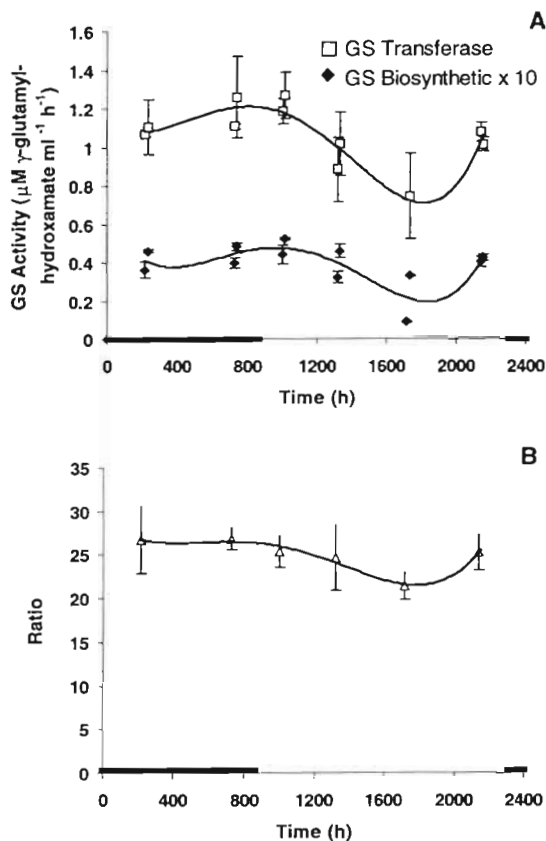 A
GS Transferase
GS Biosynthetic x 10
GS Activity (µM γ-glutamyl-
hydroxamate ml ⁻¹ h⁻¹)
1.6
1.4
1.2
1
0.8
0.6
0.4
0.2
0
0 400 800 1200 1600 2000 2400
Time (h)
B
Ratio
35
30
25
20
15
10
5
0
0 400 800 1200 1600 2000 2400
Time (h)